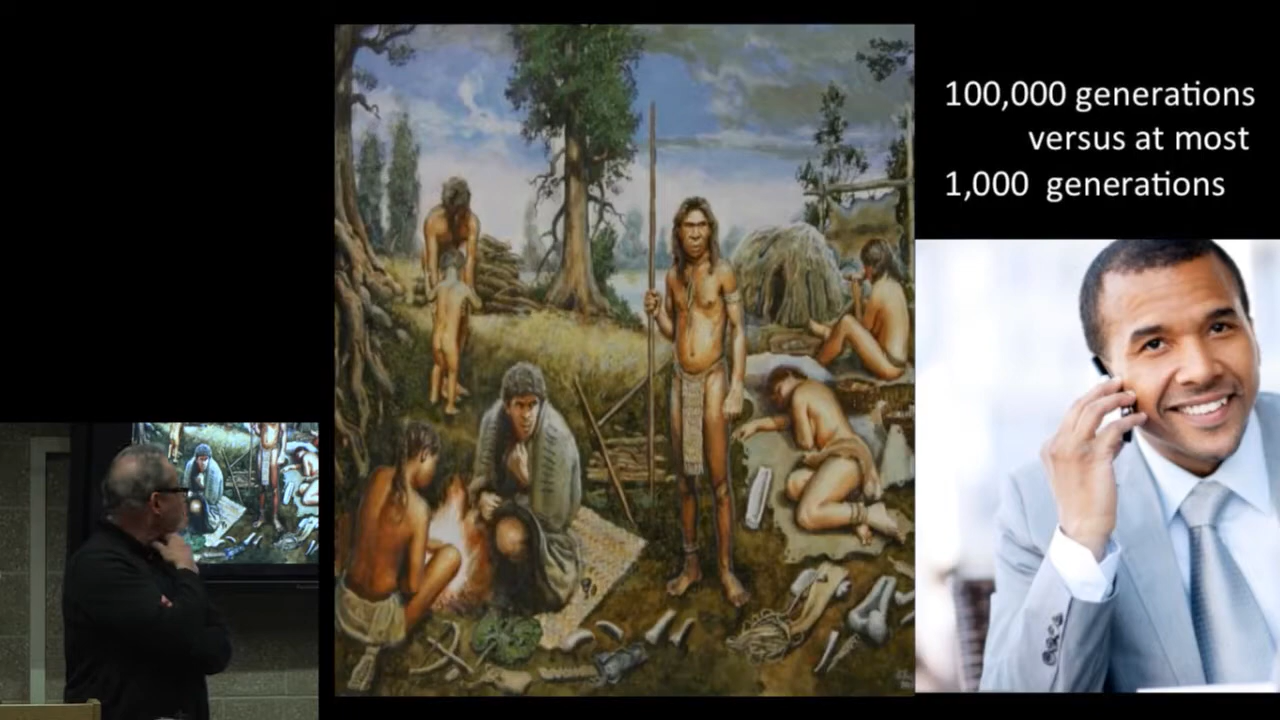 100,000 generations
versus at most
1,000 generations